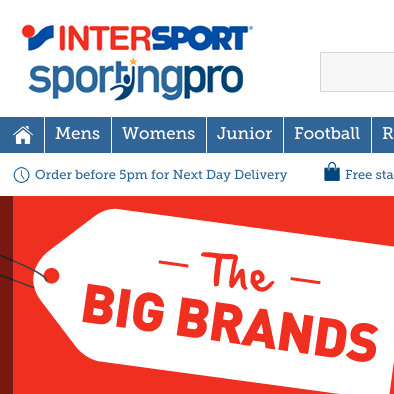 INTERSPORT®
sportingpro
Mens Womens Junior Football R
Order before 5pm for Next Day Delivery Free sta
The
BIG BRANDS